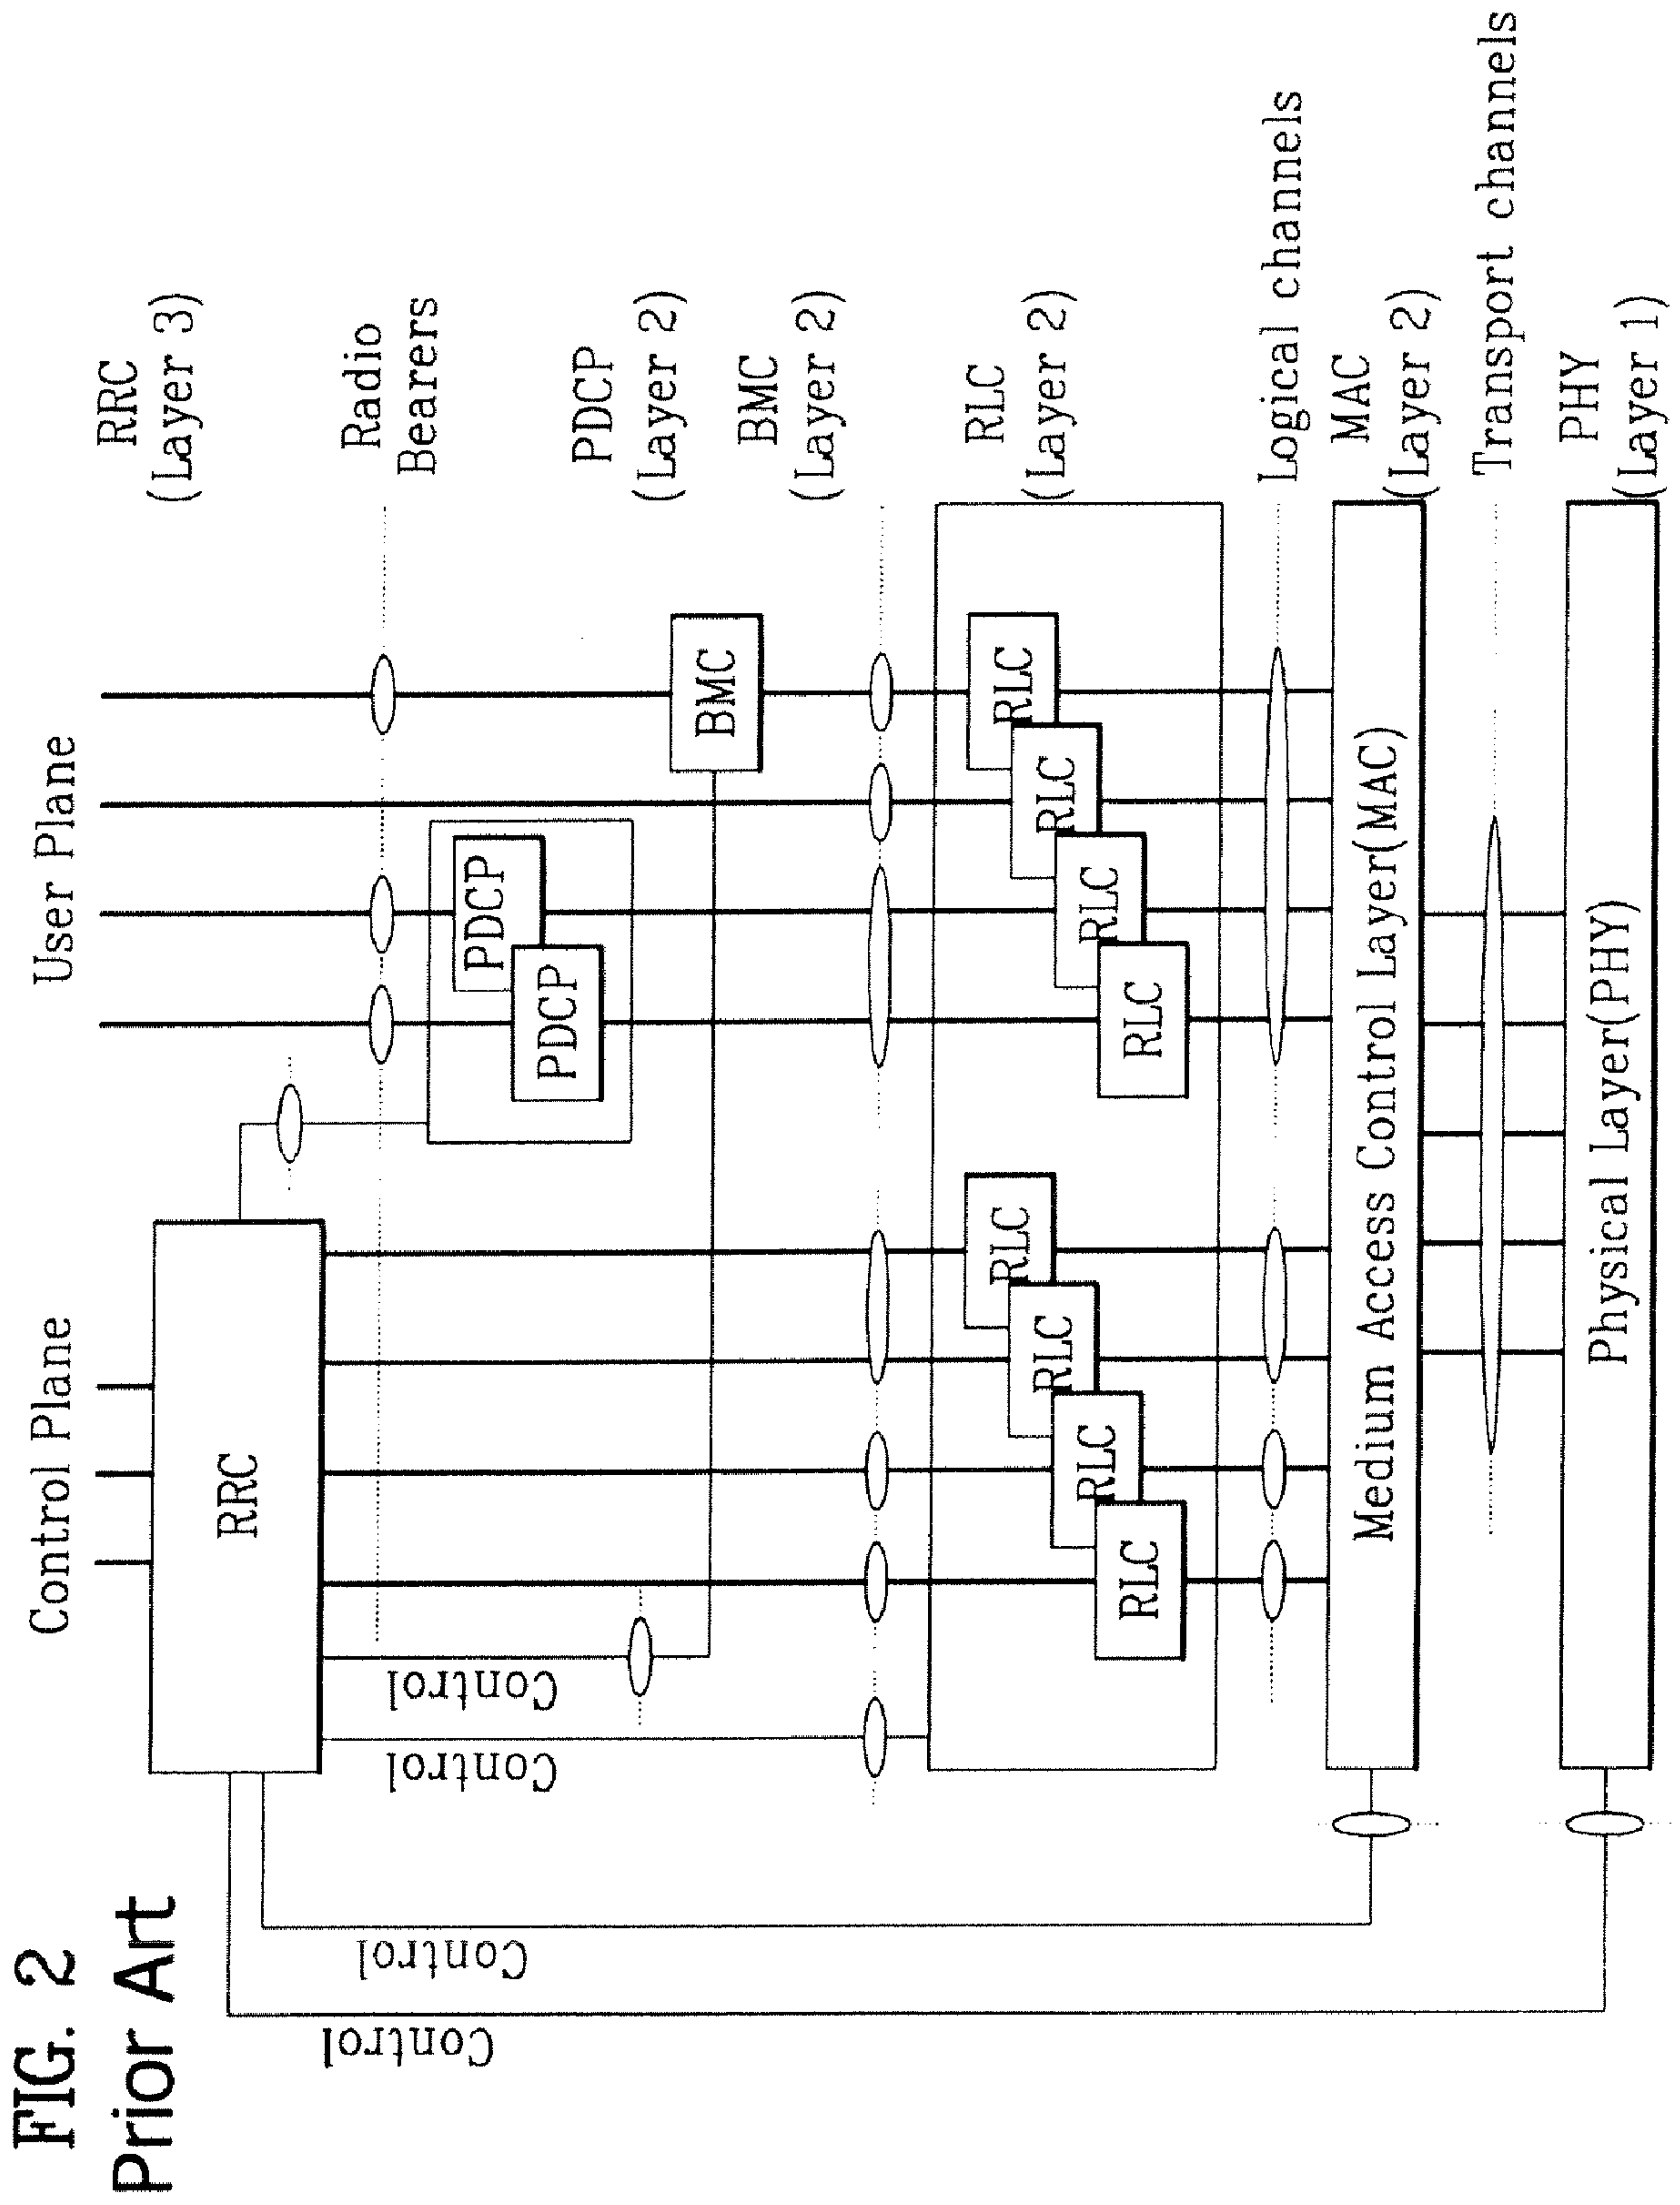 FIG. 2
Prior Art
Control Plane
User Plane
RRC
(Layer 3)
Radio
Bearers
PDCP
(Layer 2)
BMC
(Layer 2)
RLC
(Layer 2)
Logical channels
MAC
(Layer 2)
Transport channels
PHY
(Layer 1)
RRC
PDCP
PDCP
BMC
Control
Control
Control
Control
RLC
RLC
RLC
RLC
RLC
RLC
RLC
RLC
Medium Access Control Layer(MAC)
Physical Layer(PHY)